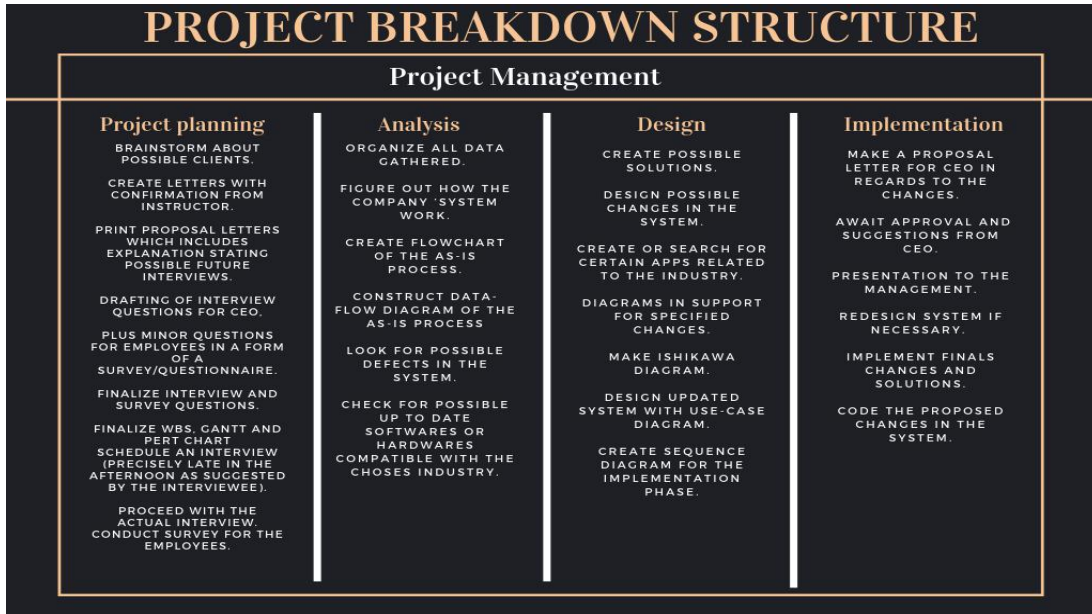 PROJECT BREAKDOWN STRUCTURE
Project Management
Project planning
BRAINSTORM ABOUT
POSSIBLE CLIENTS.
CREATE LETTERS WITH
CONFIRMATION FROM
INSTRUCTOR.
PRINT PROPOSAL LETTERS
WHICH INCLUDES
EXPLANATION STATING
POSSIBLE FUTURE
INTERVIEWS.
DRAFTING OF INTERVIEW
QUESTIONS FOR CEO,
PLUS MINOR QUESTIONS
FOR EMPLOYEES IN A FORM
OF A
SURVEY/QUESTIONNAIRE.
FINALIZE INTERVIEW AND
SURVEY QUESTIONS.
FINALIZE WBS, GANTT AND
PERT CHART
SCHEDULE AN INTERVIEW
(PRECISELY LATE IN THE
AFTERNOON AS SUGGESTED
BY THE INTERVIEWEE).
PROCEED WITH THE
ACTUAL INTERVIEW.
CONDUCT SURVEY FOR THE
EMPLOYEES.
Analysis
ORGANIZE ALL DATA
GATHERED.
FIGURE OUT HOW THE
COMPANY 'SYSTEM
WORK.
CREATE FLOWCHART
OF THE AS-IS
PROCESS.
CONSTRUCT DATA-
FLOW DIAGRAM OF THE
AS-IS PROCESS
LOOK FOR POSSIBLE
DEFECTS IN THE
SYSTEM.
CHECK FOR POSSIBLE
UP TO DATE
SOFTWARES OR
HARDWARES
COMPATIBLE WITH THE
CHOSES INDUSTRY.
Design
CREATE POSSIBLE
SOLUTIONS.
DESIGN POSSIBLE
CHANGES IN THE
SYSTEM.
CREATE OR SEARCH FOR
CERTAIN APPS RELATED
TO THE INDUSTRY.
DIAGRAMS IN SUPPORT
FOR SPECIFIED
CHANGES.
MAKE ISHIKAWA
DIAGRAM.
DESIGN UPDATED
SYSTEM WITH USE-CASE
DIAGRAM.
CREATE SEQUENCE
DIAGRAM FOR THE
IMPLEMENTATION
PHASE.
Implementation
MAKE A PROPOSAL
LETTER FOR CEO IN
REGARDS TO THE
CHANGES.
AWAIT APPROVAL AND
SUGGESTIONS FROM
CEO.
PRESENTATION TO THE
MANAGEMENT.
REDESIGN SYSTEM IF
NECESSARY.
IMPLEMENT FINALS
CHANGES AND
SOLUTIONS.
CODE THE PROPOSED
CHANGES IN THE
SYSTEM.